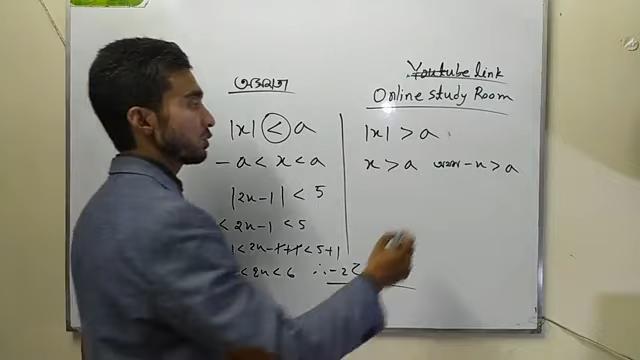 Youtube link
Online Study Room
অসমতা
|x| < a
- a < x < a
|2x-1| < 5
< 2x-1 < 5
< 2x-1+1 < 5+1
< 2x < 6 ∴ -2<
|x| > a
x > a অথবা -x > a